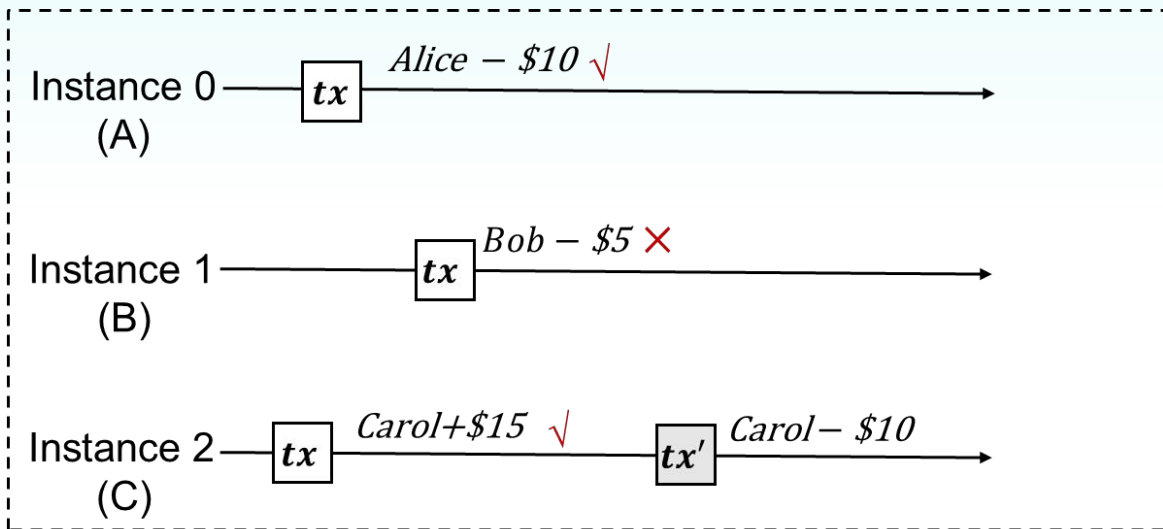 Instance 0
(A)
tx
Alice − $10 √
Instance 1
(B)
tx
Bob − $5 ×
Instance 2
(C)
tx
Carol+$15 √
tx′
Carol− $10